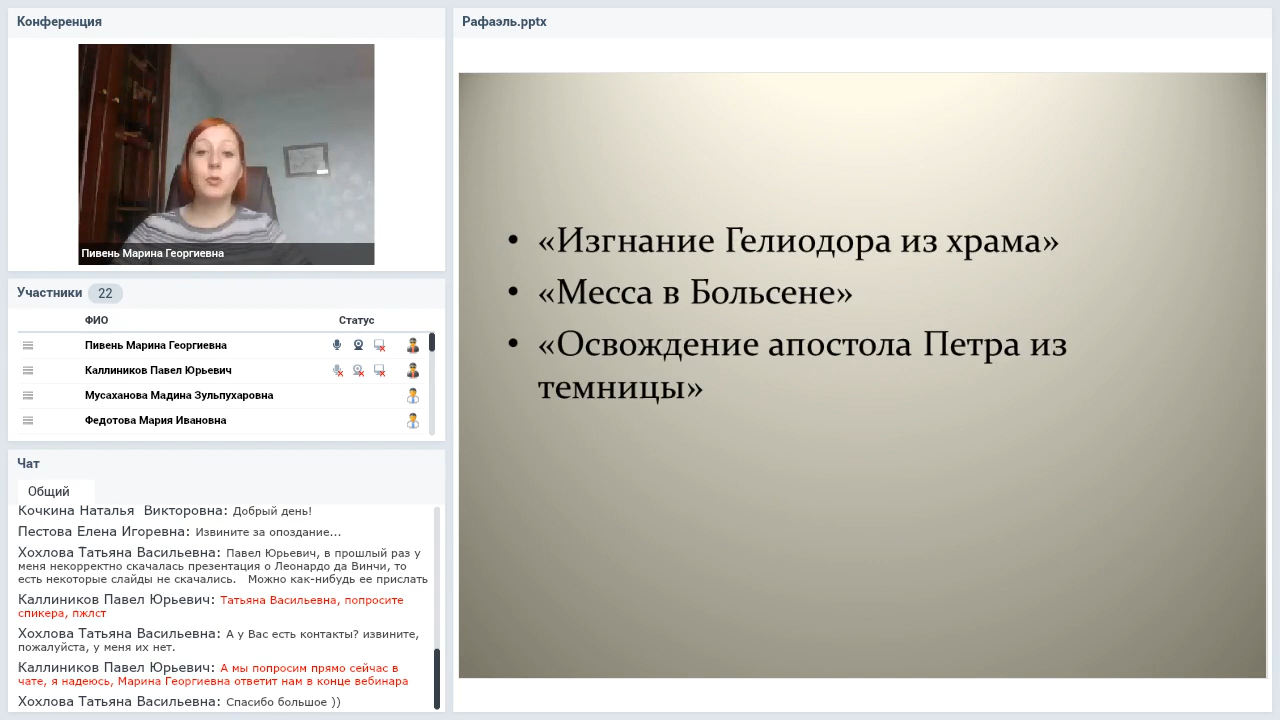 Конференция
Пивень Марина Георгиевна
Участники 22
ФИО Статус
Пивень Марина Георгиевна
Каллиников Павел Юрьевич
Мусаханова Мадина Зульпухаровна
Федотова Мария Ивановна
Чат
Общий
Кочкина Наталья Викторовна: Добрый день!
Пестова Елена Игоревна: Извините за опоздание...
Хохлова Татьяна Васильевна: Павел Юрьевич, в прошлый раз у
меня некорректно скачалась презентация о Леонардо да Винчи, то
есть некоторые слайды не скачались. Можно как-нибудь ее прислать
Каллиников Павел Юрьевич: Татьяна Васильевна, попросите
спикера, пжлст
Хохлова Татьяна Васильевна: А у Вас есть контакты? извините,
пожалуйста, у меня их нет.
Каллиников Павел Юрьевич: А мы попросим прямо сейчас в
чате, я надеюсь, Марина Георгиевна ответит нам в конце вебинара
Хохлова Татьяна Васильевна: Спасибо большое ))
Рафаэль.pptx
• «Изгнание Гелиодора из храма»
• «Месса в Больсене»
• «Освождение апостола Петра из
темницы»